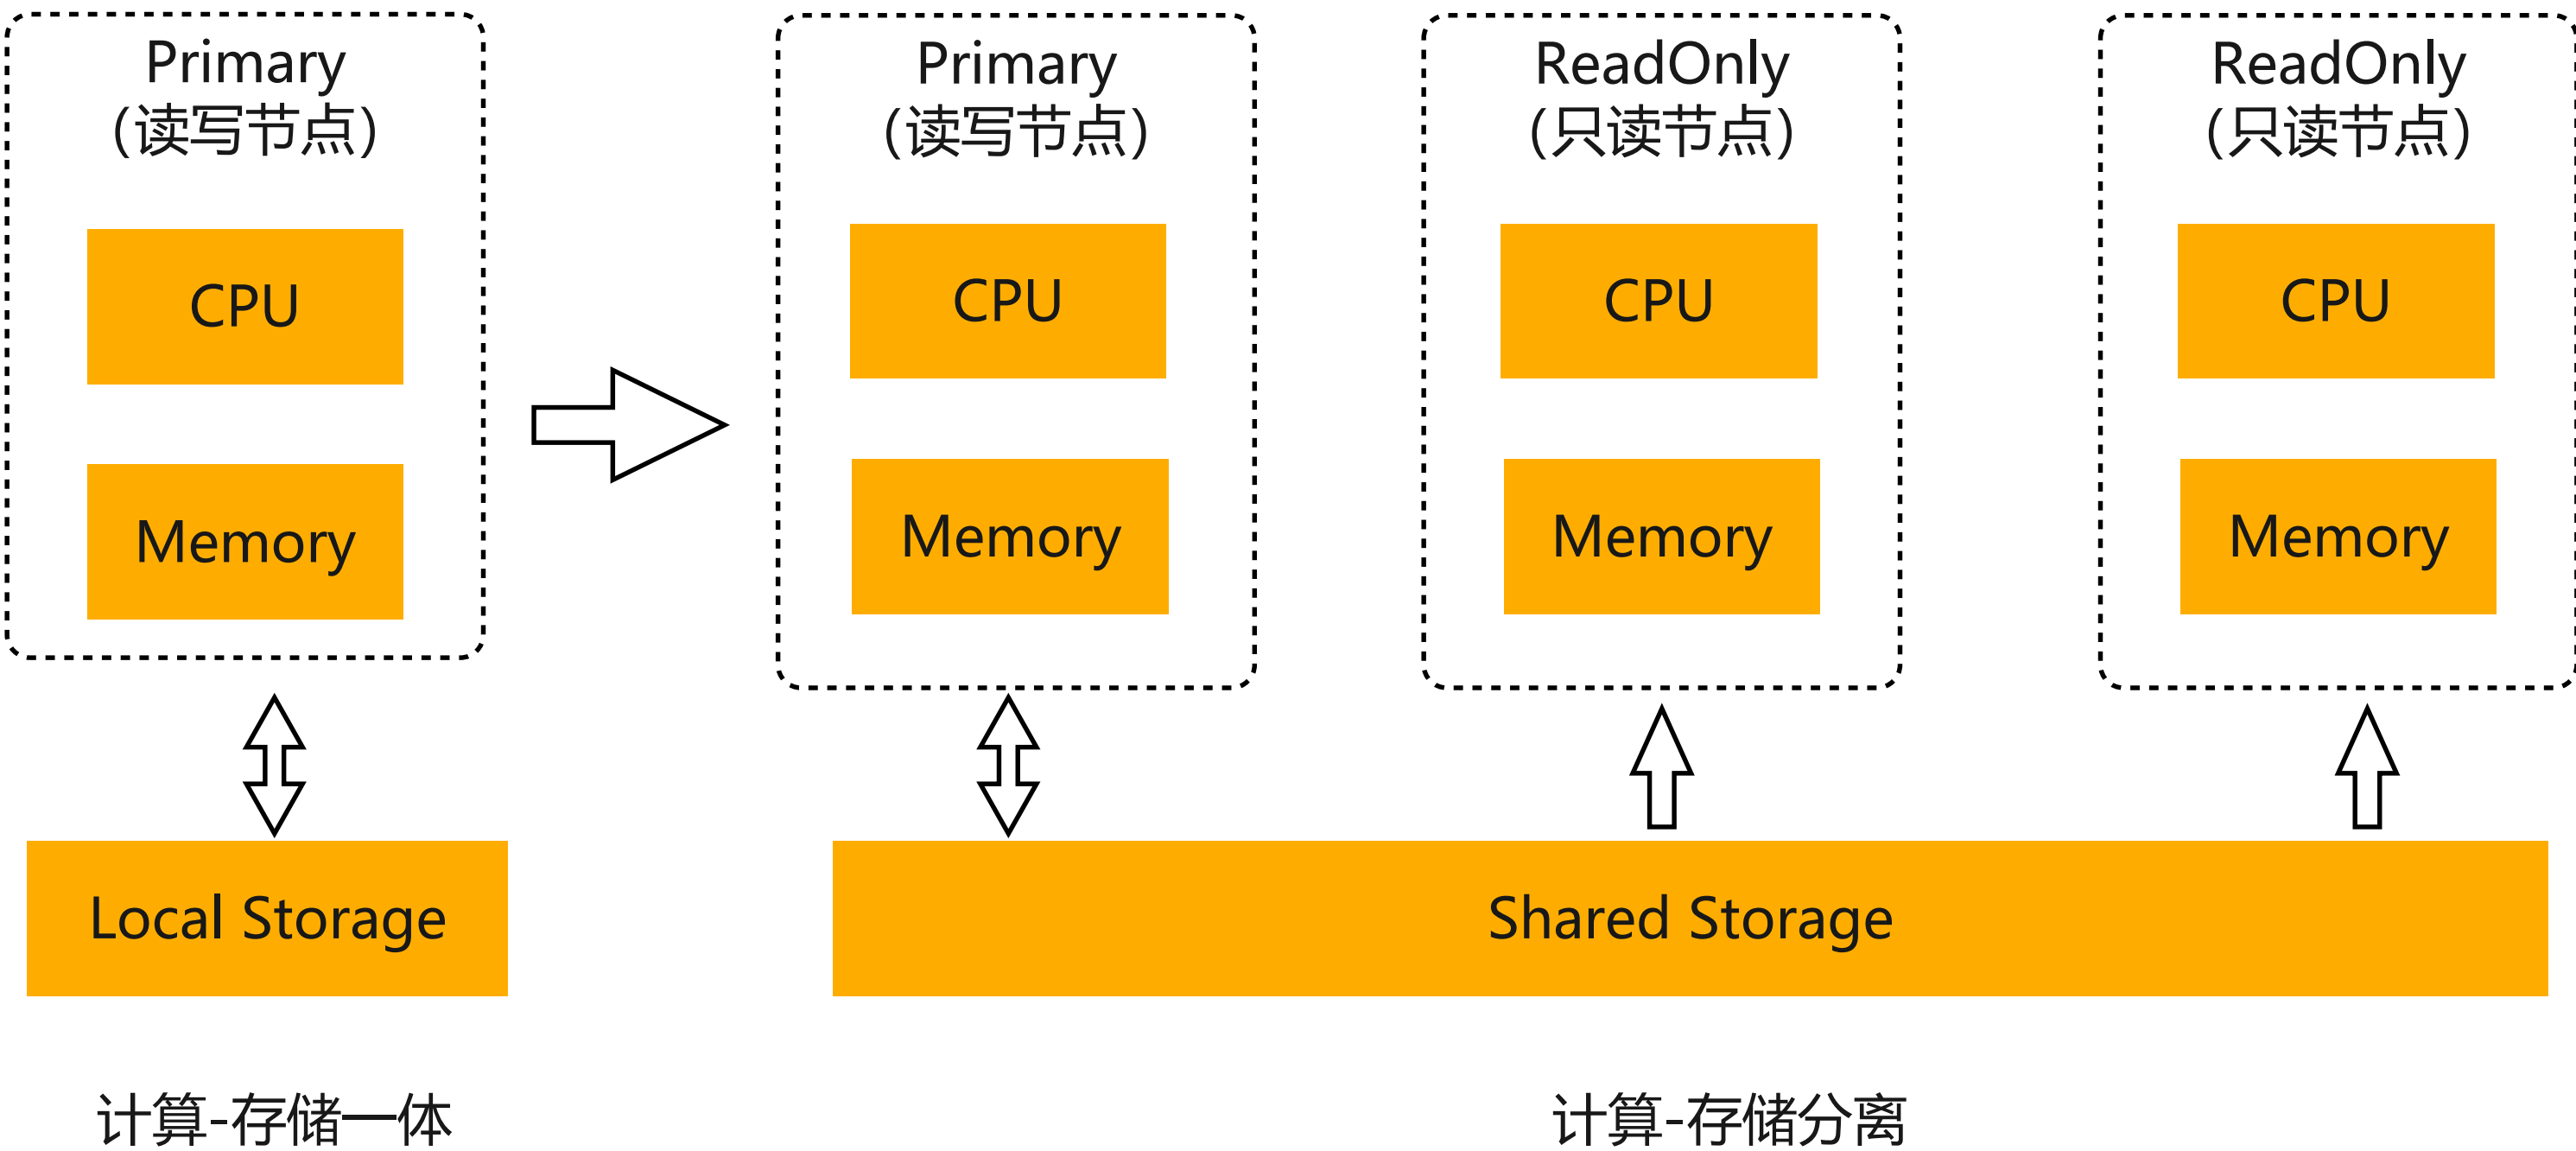 Primary
(读写节点)
CPU
Memory
Local Storage
计算-存储一体
Primary
(读写节点)
CPU
Memory
ReadOnly
(只读节点)
CPU
Memory
ReadOnly
(只读节点)
CPU
Memory
Shared Storage
计算-存储分离